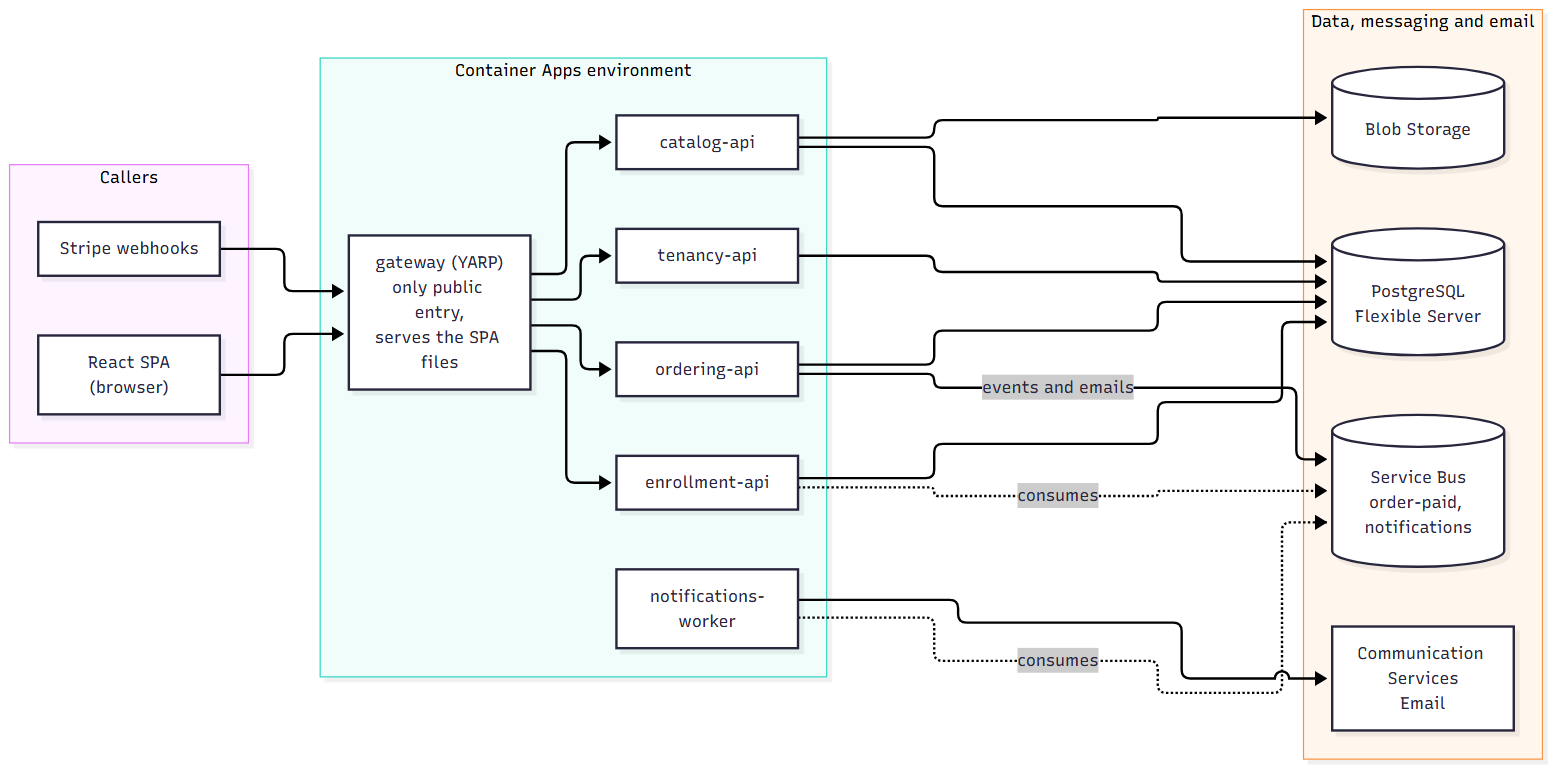 Data, messaging and email
Container Apps environment
Blob Storage
catalog-api
Callers
Stripe webhooks
gateway (YARP)
only public
entry,
serves the SPA
files
tenancy-api
PostgreSQL
Flexible Server
React SPA
(browser)
ordering-api
events and emails
enrollment-api
consumes
Service Bus
order-paid,
notifications
notifications-
worker
consumes
Communication
Services
Email